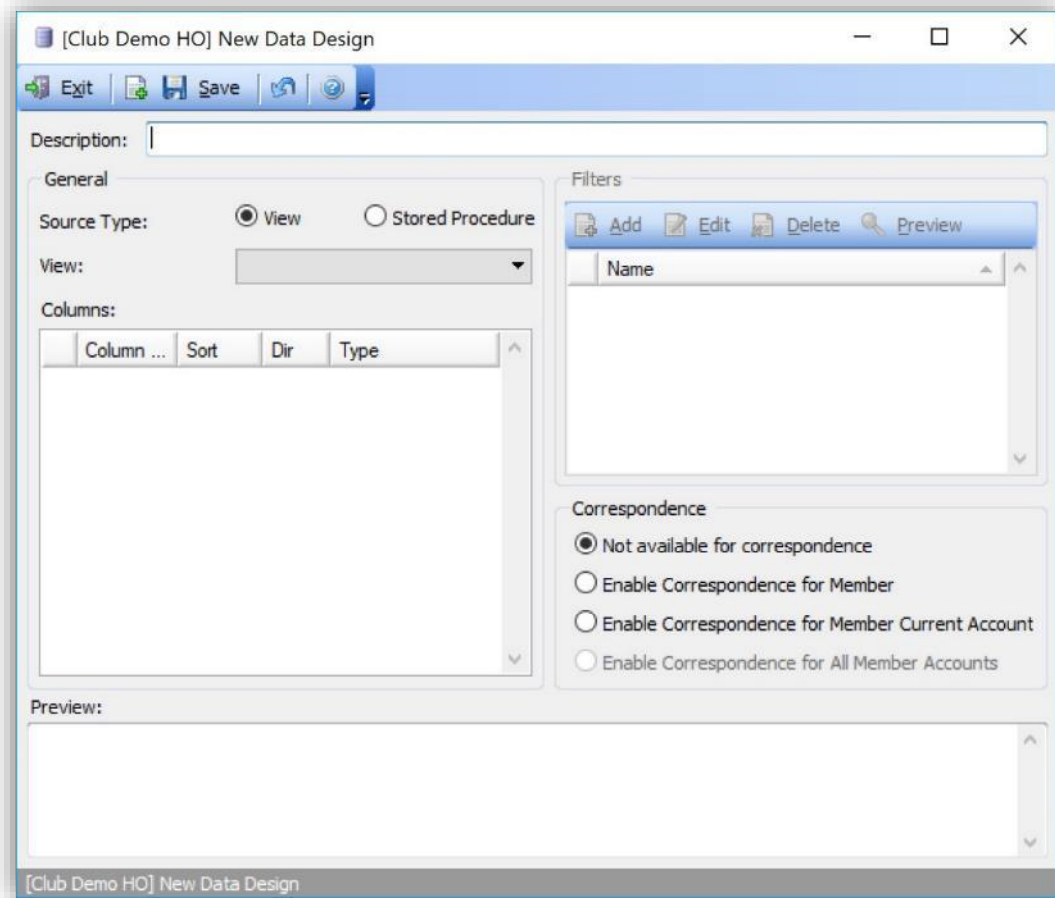 [Club Demo HO] New Data Design
Exit Save
Description:
General
Source Type: View Stored Procedure
View:
Columns:
Column ... Sort Dir Type
Filters
Add Edit Delete Preview
Name
Correspondence
Not available for correspondence
Enable Correspondence for Member
Enable Correspondence for Member Current Account
Enable Correspondence for All Member Accounts
Preview:
[Club Demo HO] New Data Design